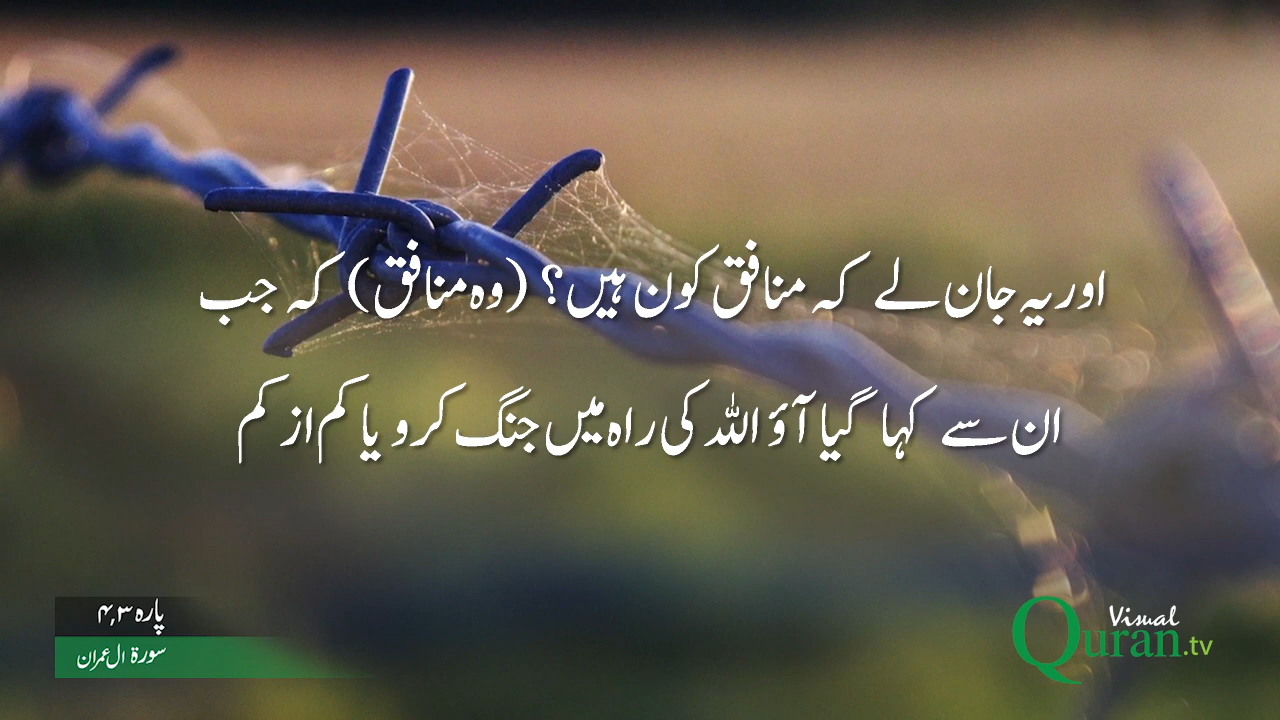 اور یہ جان لے کہ منافق کون ہیں؟ (وہ منافق) کہ جب
ان سے کہا گیا آؤ اللہ کی راہ میں جنگ کرو یا کم از کم
پارہ ۳,۴
سورۃ ال عمران
Visual
Quran.tv